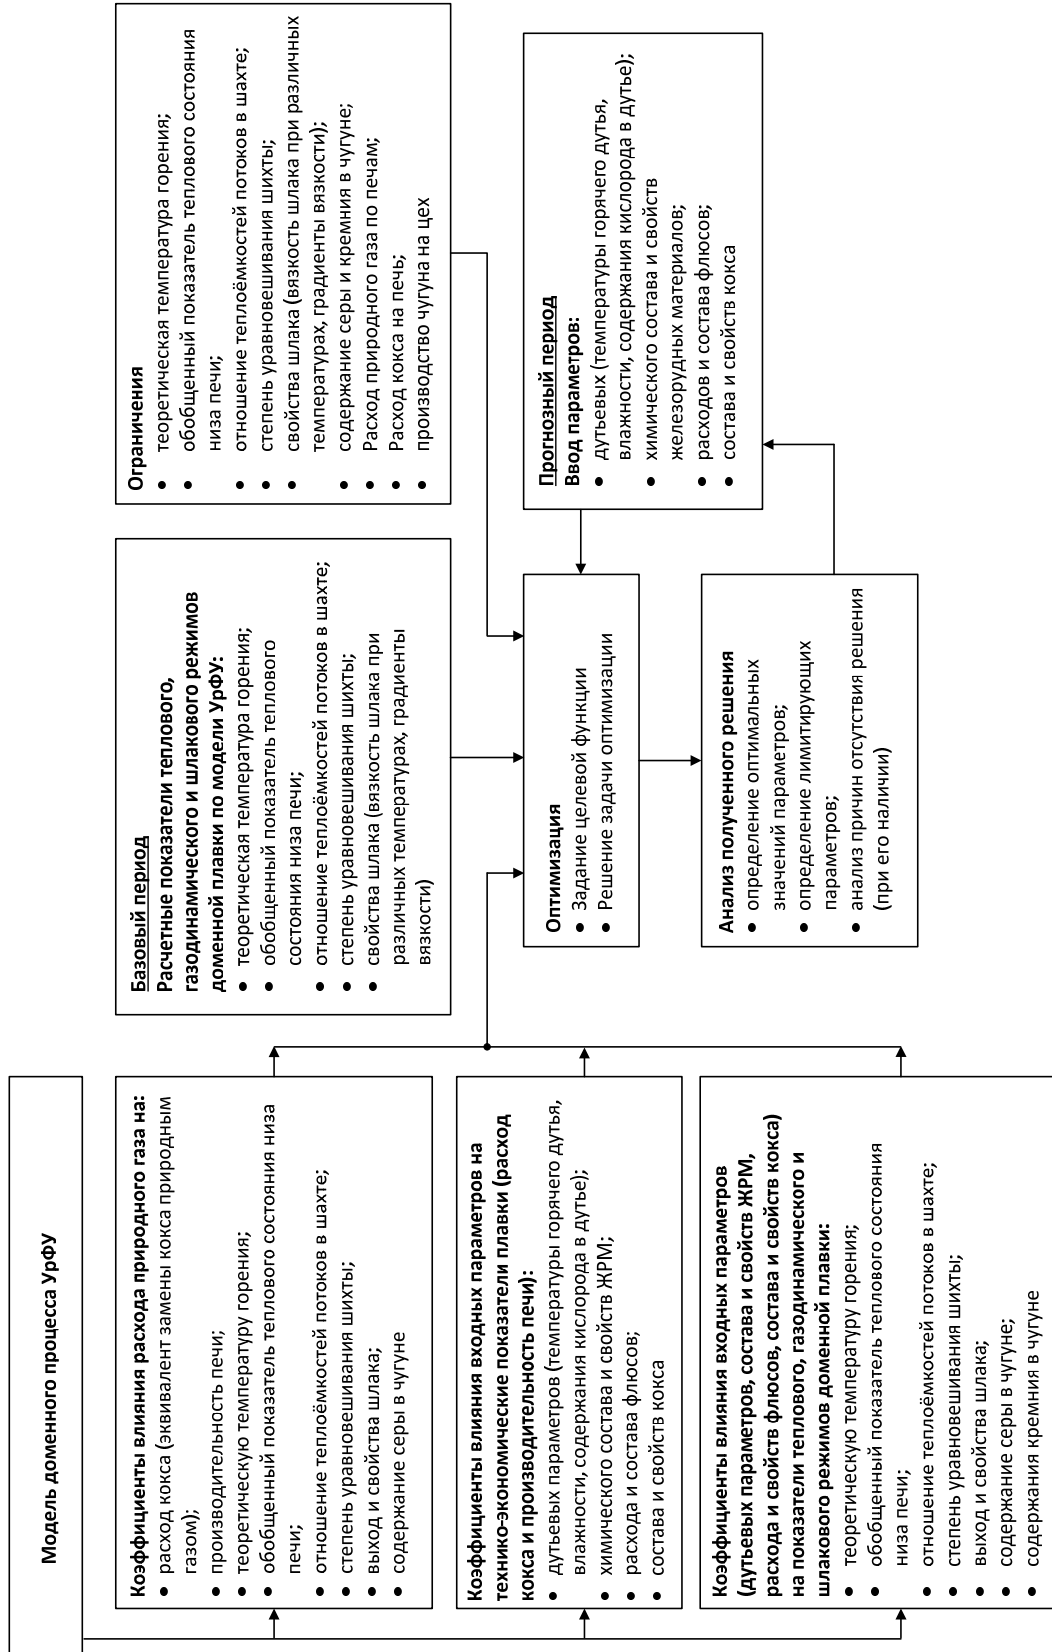 Модель доменного процесса УрФУ
Коэффициенты влияния расхода природного газа на:
● расход кокса (эквивалент замены кокса природным
газом);
● производительность печи;
● теоретическую температуру горения;
● обобщенный показатель теплового состояния низа
печи;
● отношение теплоёмкостей потоков в шахте;
● степень уравновешивания шихты;
● выход и свойства шлака;
● содержание серы в чугуне
Коэффициенты влияния входных параметров на
технико-экономические показатели плавки (расход
кокса и производительность печи):
● дутьевых параметров (температуры горячего дутья,
влажности, содержания кислорода в дутье);
● химического состава и свойств ЖРМ;
● расхода и состава флюсов;
● состава и свойств кокса
Коэффициенты влияния входных параметров
(дутьевых параметров, состава и свойств ЖРМ,
расхода и свойств флюсов, состава и свойств кокса)
на показатели теплового, газодинамического и
шлакового режимов доменной плавки:
● теоретическую температуру горения;
● обобщенный показатель теплового состояния
низа печи;
● отношение теплоёмкостей потоков в шахте;
● степень уравновешивания шихты;
● выход и свойства шлака;
● содержание серы в чугуне;
● содержания кремния в чугуне
Базовый период
Расчетные показатели теплового,
газодинамического и шлакового режимов
доменной плавки по модели УрФУ:
● теоретическая температура горения;
● обобщенный показатель теплового
состояния низа печи;
● отношение теплоёмкостей потоков в шахте;
● степень уравновешивания шихты;
● свойства шлака (вязкость шлака при
различных температурах, градиенты
вязкости)
Ограничения
● теоретическая температура горения;
● обобщенный показатель теплового состояния
низа печи;
● отношение теплоёмкостей потоков в шахте;
● степень уравновешивания шихты;
● свойства шлака (вязкость шлака при различных
температурах, градиенты вязкости);
● содержание серы и кремния в чугуне;
● Расход природного газа по печам;
● Расход кокса на печь;
● производство чугуна на цех
Оптимизация
● Задание целевой функции
● Решение задачи оптимизации
Прогнозный период
Ввод параметров:
● дутьевых (температуры горячего дутья,
влажности, содержания кислорода в дутье);
● химического состава и свойств
железорудных материалов;
● расходов и состава флюсов;
● состава и свойств кокса
Анализ полученного решения
● определение оптимальных
значений параметров;
● определение лимитирующих
параметров;
● анализ причин отсутствия решения
(при его наличии)